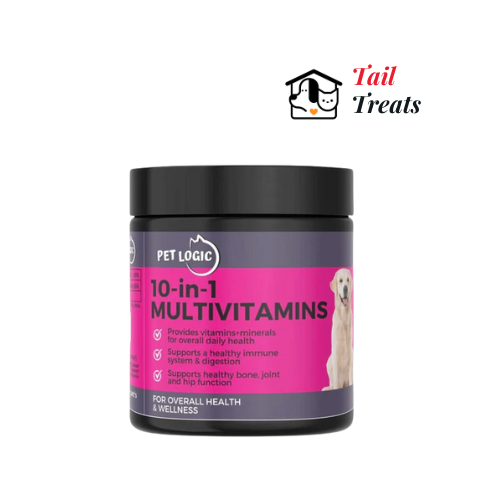 Tail
Treats
PET LOGIC
10-in-1
MULTIVITAMINS
Provides vitamins+minerals
for overall daily health
Supports a healthy immune
system & digestion
Supports healthy bone, joint
and hip function
FOR OVERALL HEALTH
& WELLNESS